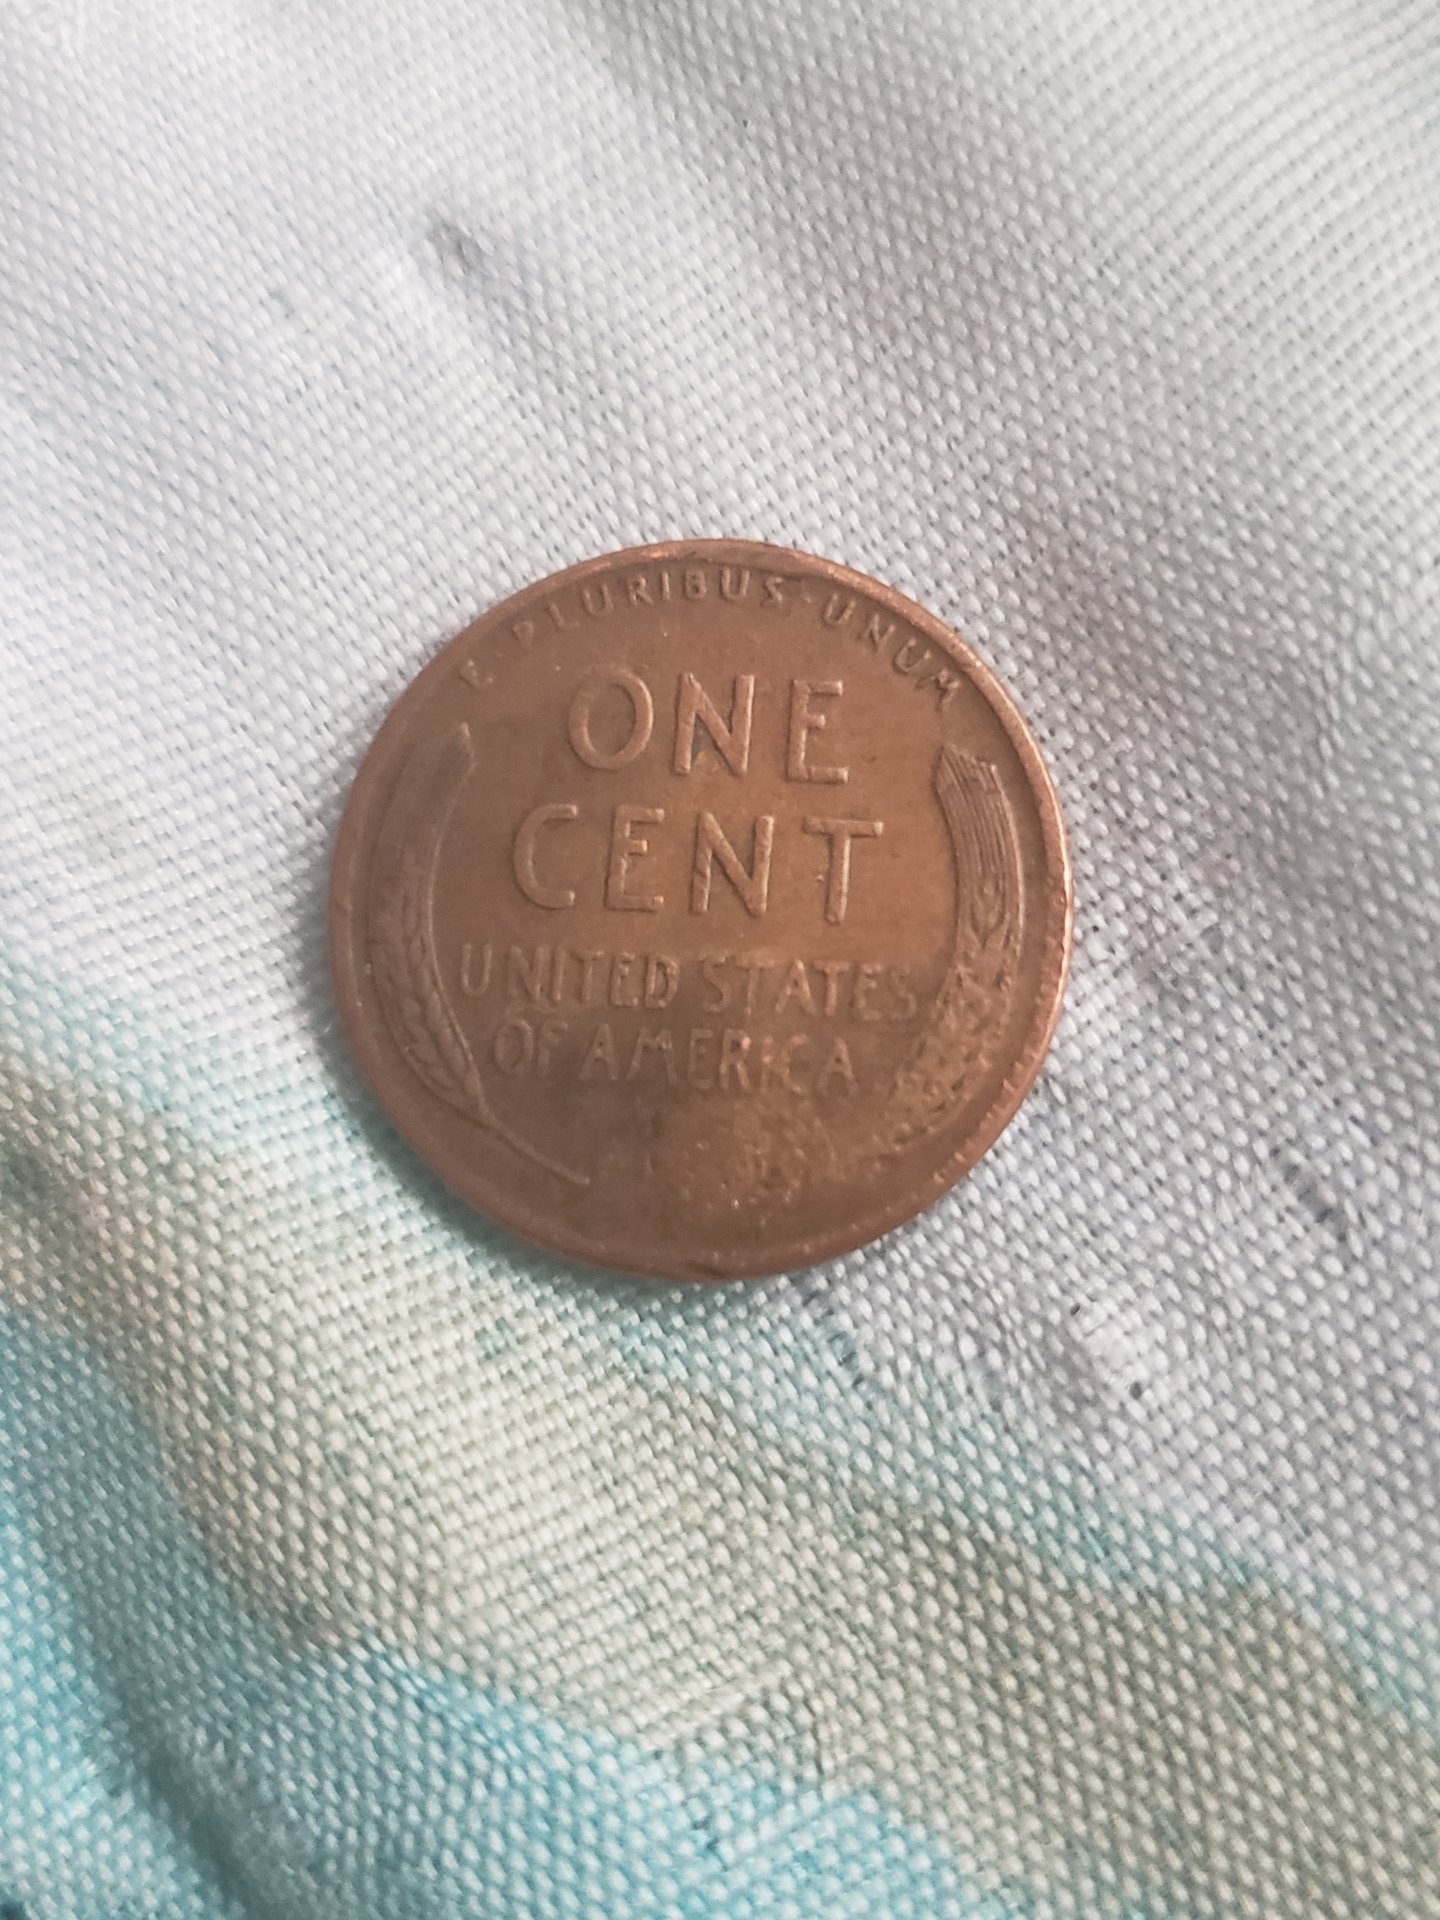 E·PLURIBUS·UNUM
ONE
CENT
UNITED STATES
OF AMERICA